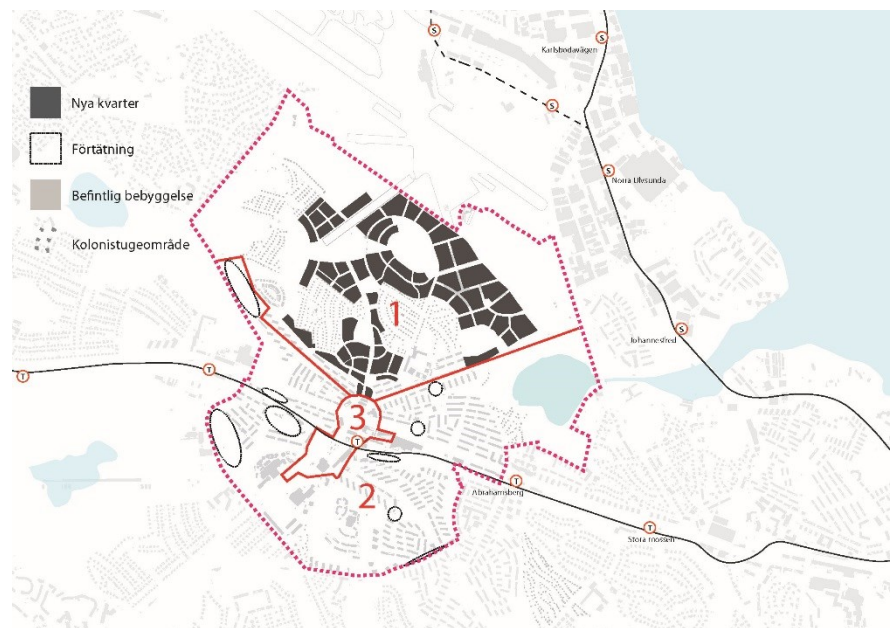 Nya kvarter
Förtätning
Befintlig bebyggelse
Kolonistugeområde
S
Karlsbodavägen
S
S
S
Norra Ulvsunda
S
Johannesfred
1
T
T
3
T
2
T
Abrahamsberg
T
Stora mossen